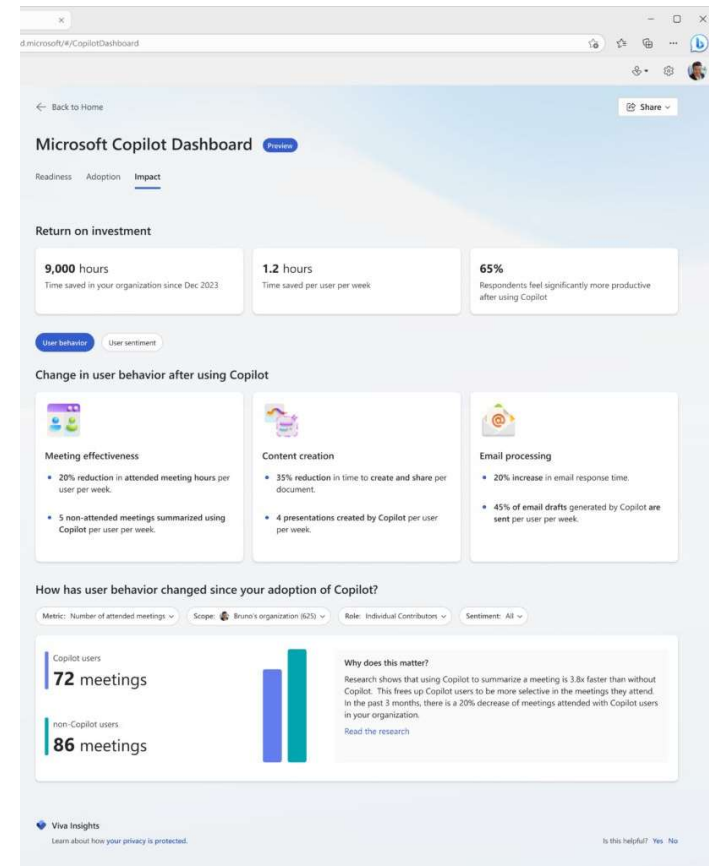 d.microsoft/#/CopilotDashboard
Back to Home
Share
Microsoft Copilot Dashboard Preview
Readiness Adoption Impact
Return on investment
9,000 hours
Time saved in your organization since Dec 2023
1.2 hours
Time saved per user per week
65%
Respondents feel significantly more productive
after using Copilot
User behavior User sentiment
Change in user behavior after using Copilot
Meeting effectiveness
20% reduction in attended meeting hours per
user per week.
5 non-attended meetings summarized using
Copilot per user per week.
Content creation
35% reduction in time to create and share per
document.
4 presentations created by Copilot per user
per week.
Email processing
20% increase in email response time.
45% of email drafts generated by Copilot are
sent per user per week.
How has user behavior changed since your adoption of Copilot?
Metric: Number of attended meetings Scope: Bruno's organization (625) Role: Individual Contributors Sentiment: All
Copilot users
72 meetings
non-Copilot users
86 meetings
Why does this matter?
Research shows that using Copilot to summarize a meeting is 3.8x faster than without
Copilot. This frees up Copilot users to be more selective in the meetings they attend.
In the past 3 months, there is a 20% decrease of meetings attended with Copilot users
in your organization.
Read the research
Viva Insights
Learn about how your privacy is protected.
Is this helpful? Yes No